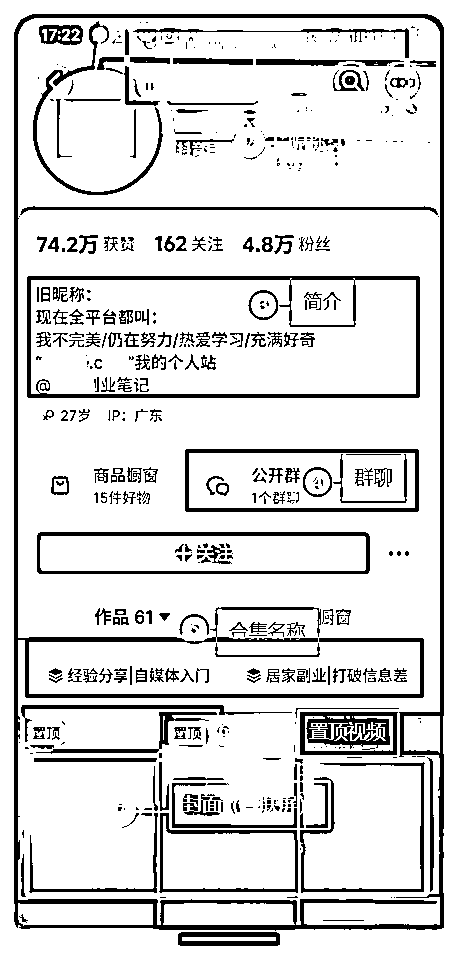 17:22
74.2万 获赞 162 关注 4.8万 粉丝
旧昵称：
简介
现在全平台都叫：
我不完美/仍在努力/热爱学习/充满好奇
"我的个人站
@ 业笔记
27岁 IP：广东
商品橱窗 公开群 群聊
15件好物 1个群聊
关注
作品 61 合集名称 橱窗
经验分享|自媒体入门 居家副业|打破信息差
置顶 置顶 置顶视频
封面